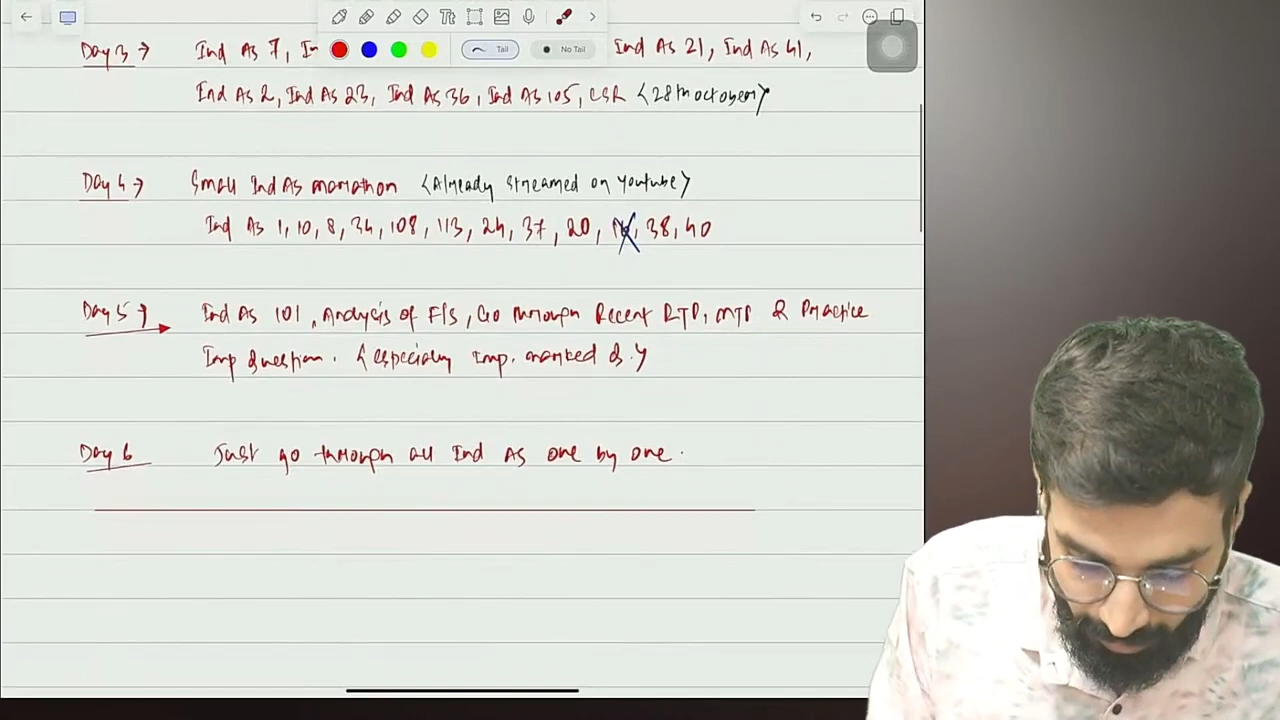 Tail No Tail
Day 3 → Ind As 7, In Ind As 21, Ind As 41,
Ind As 2, Ind As 23, Ind As 36, Ind As 105, CSR <28th october>
Day 4 → Small Ind As marathon <Already streamed on Youtube>
Ind As 1, 10, 8, 34, 108, 113, 24, 37, 20, 38, 40
Day 5 → Ind As 101, Analysis of F/S, Go through Recent RTP, MTP & Practice
Imp Question. <especially Imp. marked Q.>
Day 6 Just go through all Ind As one by one.